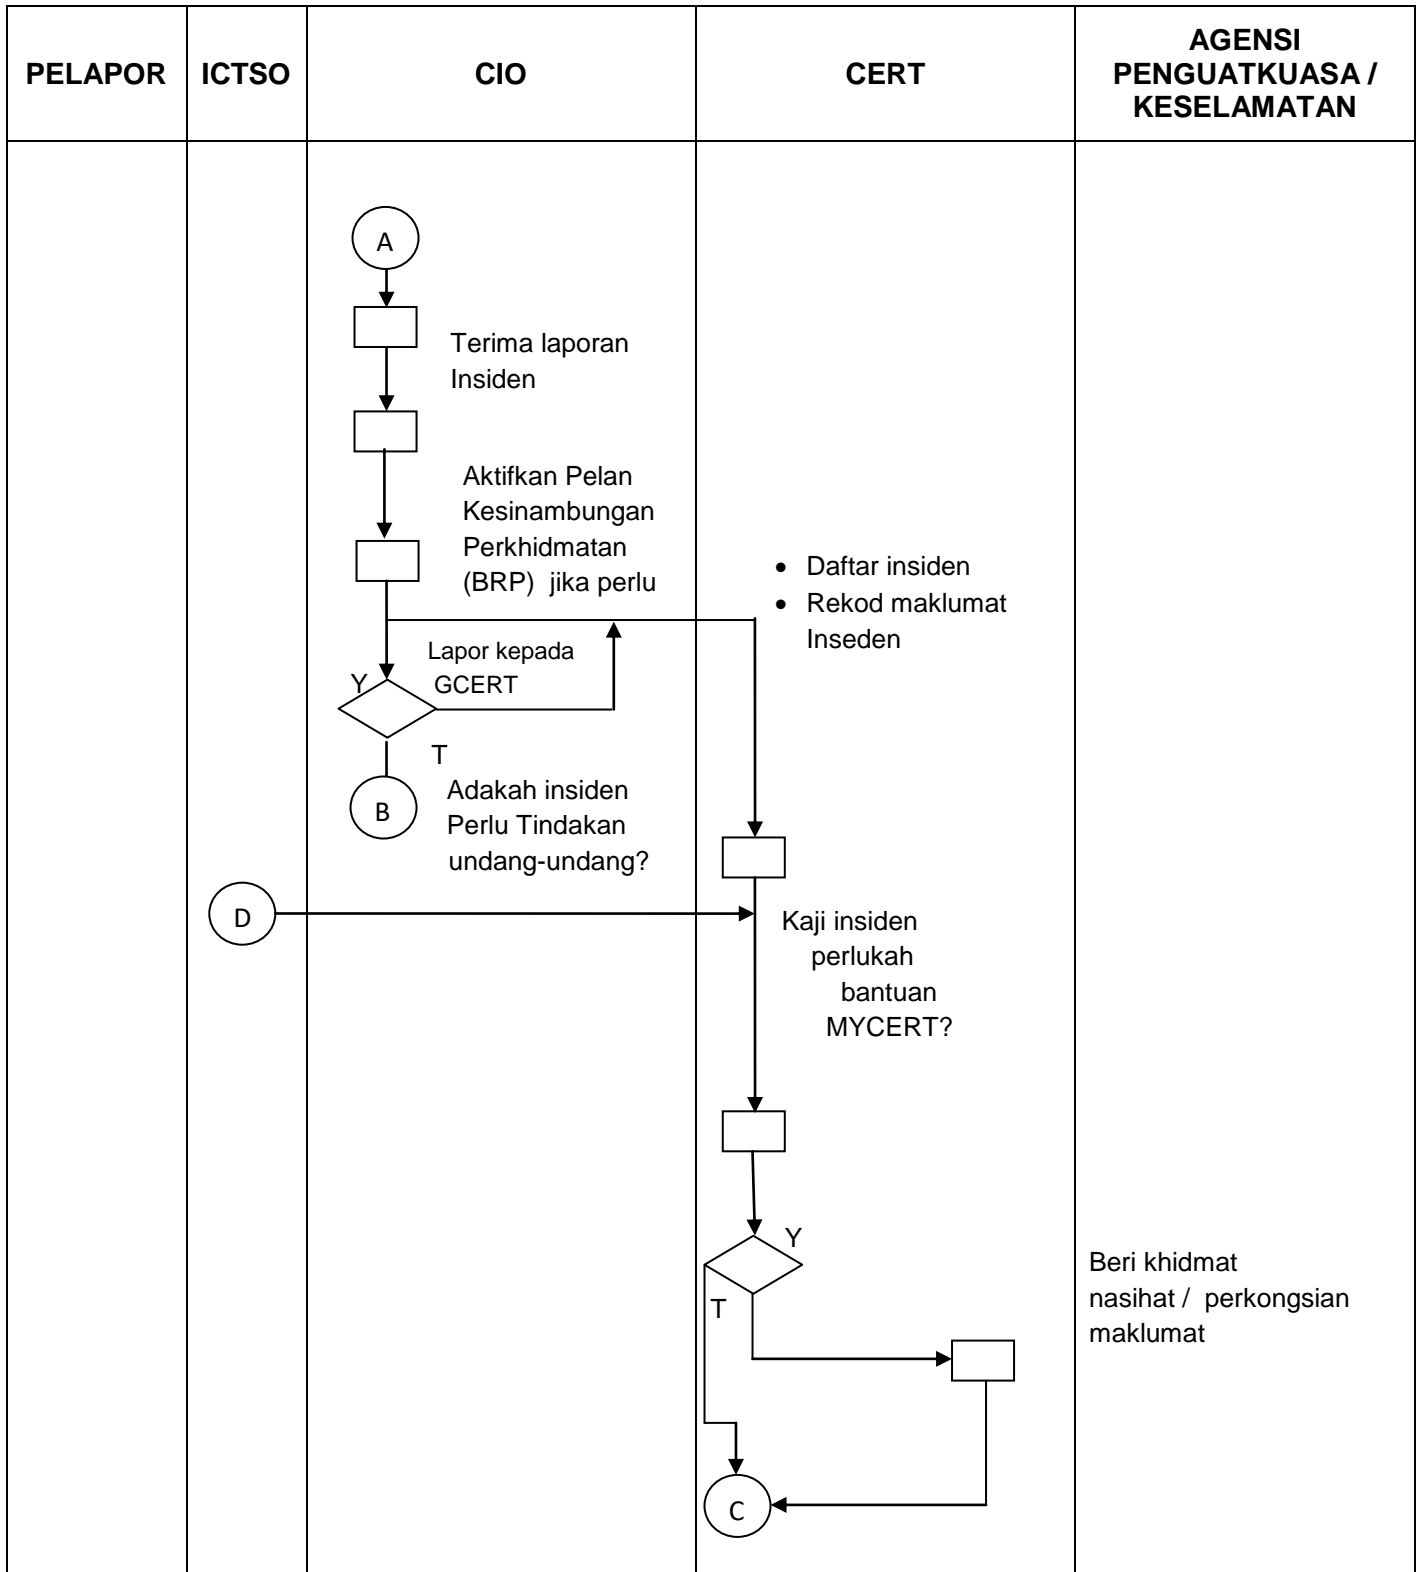 PELAPOR
ICTSO
CIO
CERT
AGENSI
PENGUATKUASA /
KESELAMATAN
A
Terima laporan
Insiden
Aktifkan Pelan
Kesinambungan
Perkhidmatan
(BRP) jika perlu
• Daftar insiden
• Rekod maklumat
Inseden
Lapor kepada
GCERT
Y
T
B
Adakah insiden
Perlu Tindakan
undang-undang?
D
Kaji insiden
perlukah
bantuan
MYCERT?
Y
T
Beri khidmat
nasihat / perkongsian
maklumat
C